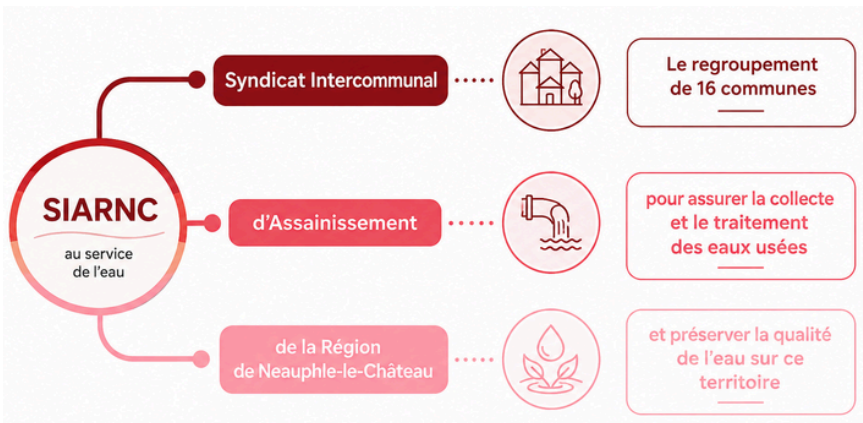 SIARNC
au service
de l'eau
Syndicat Intercommunal
Le regroupement
de 16 communes
d'Assainissement
pour assurer la collecte
et le traitement
des eaux usées
de la Région
de Neauphle-le-Château
et préserver la qualité
de l'eau sur ce
territoire